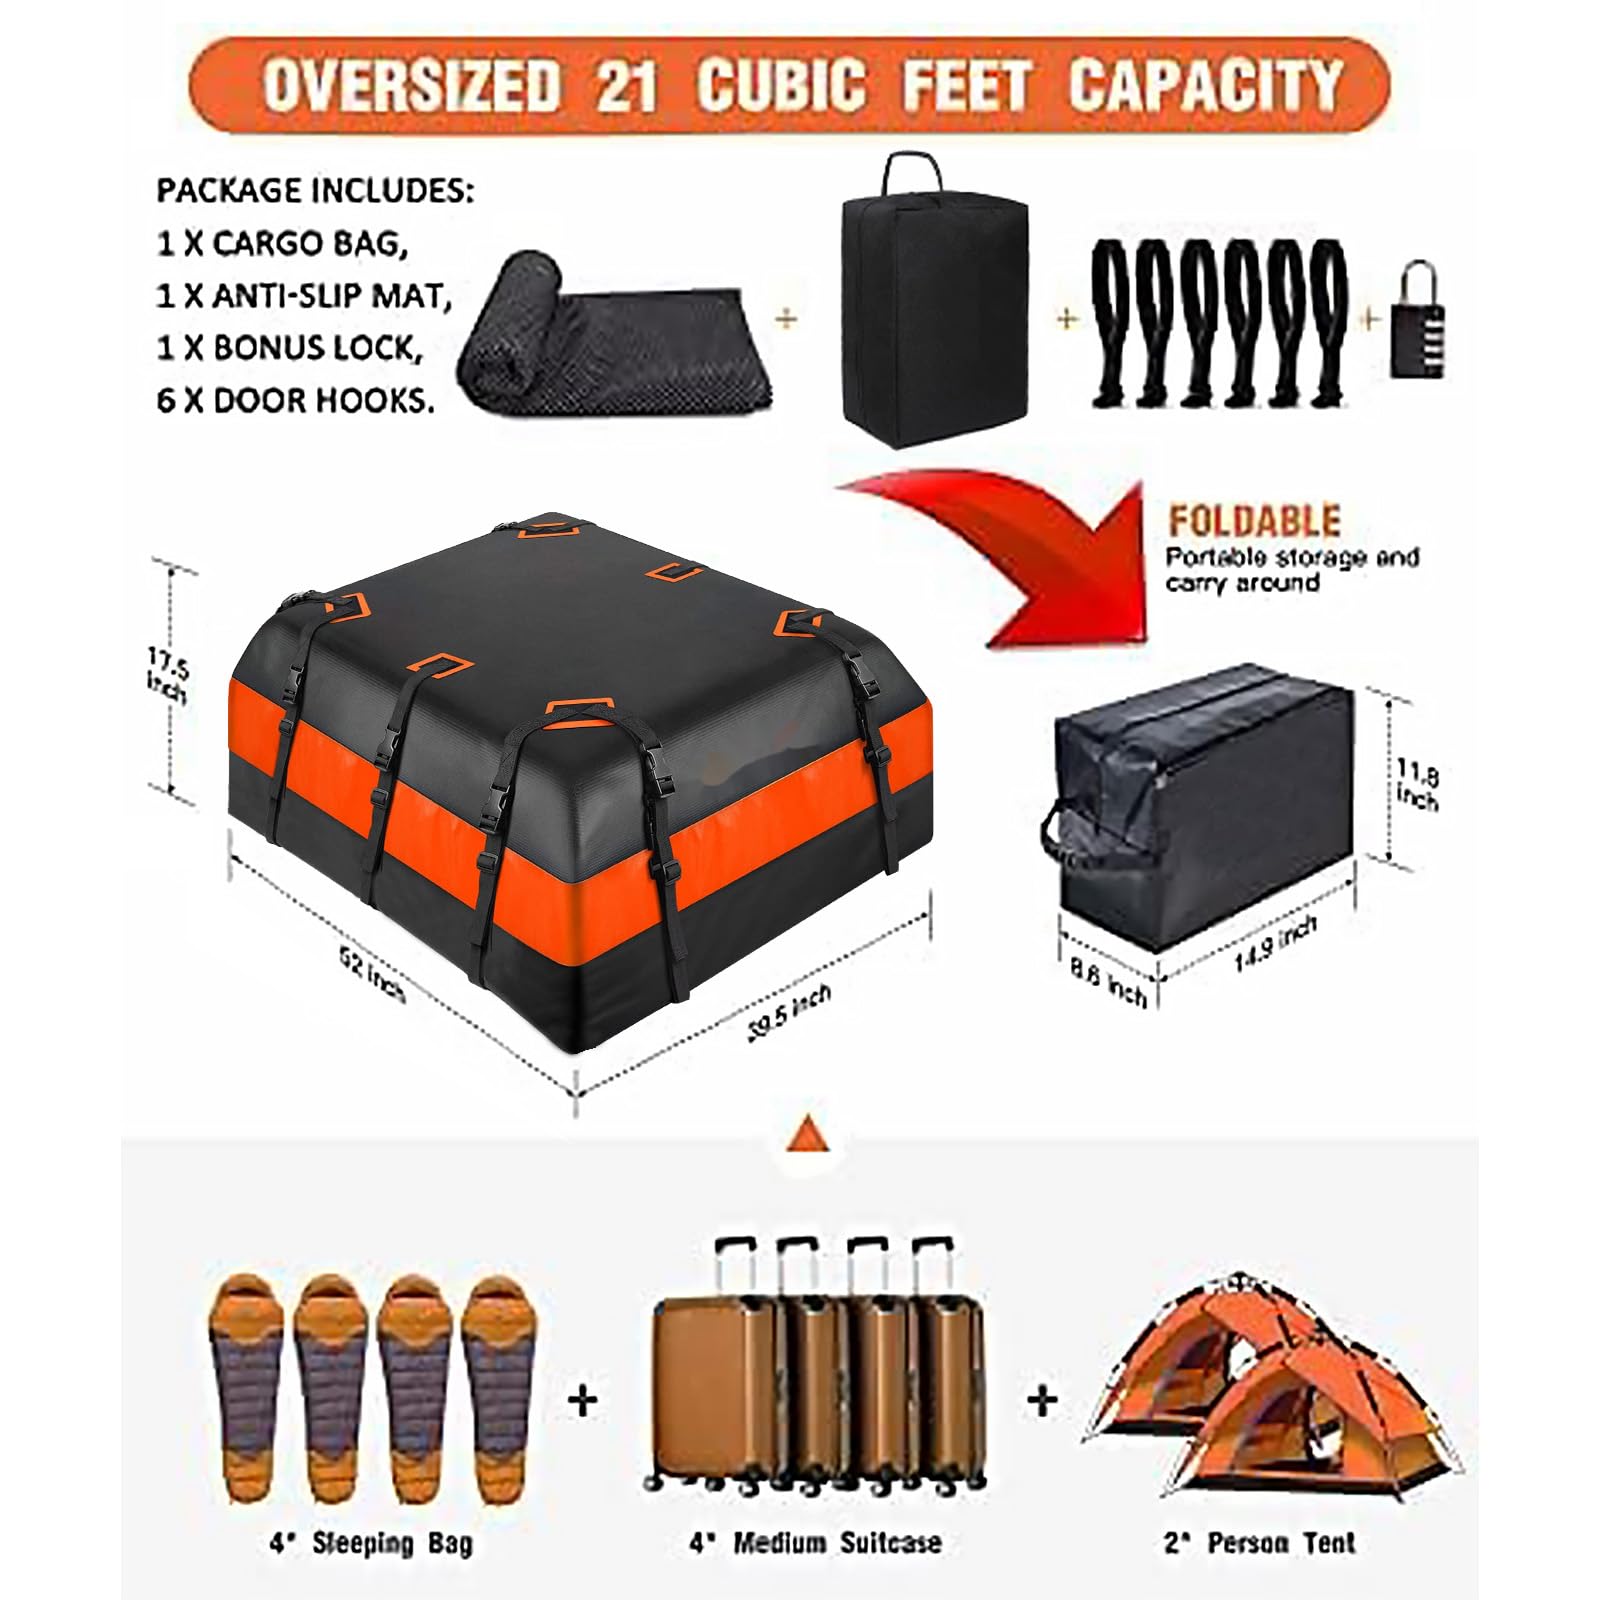 OVERSIZED 21 CUBIC FEET CAPACITY
PACKAGE INCLUDES:
1 X CARGO BAG,
1 X ANTI-SLIP MAT,
1 X BONUS LOCK,
6 X DOOR HOOKS.
+
+
+
FOLDABLE
Portable storage and
carry around
17.5
inch
11.8
inch
52 inch
39.5 inch
8.6 inch
14.9 inch
+
+
4* Sleeping Bag
4* Medium Suitcase
2* Person Tent